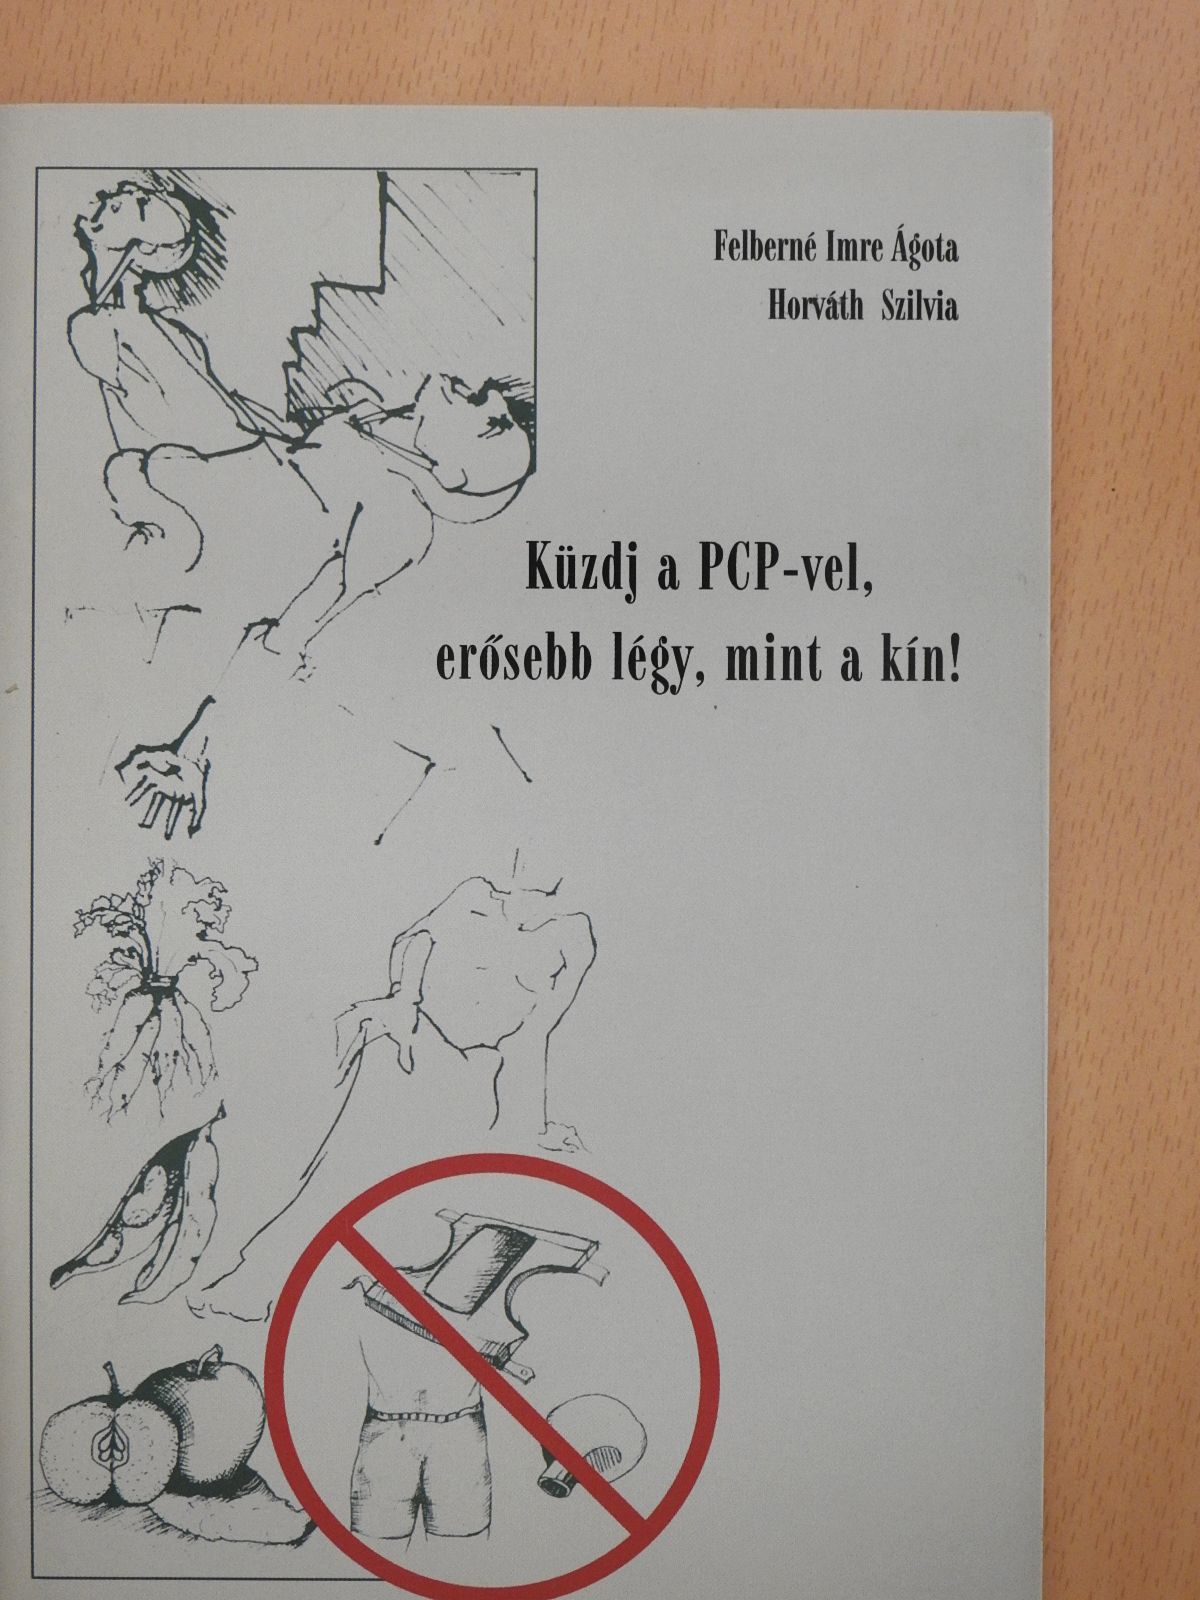 Felberné Imre Ágota
Horváth Szilvia
Küzdj a PCP-vel,
erősebb légy, mint a kín!